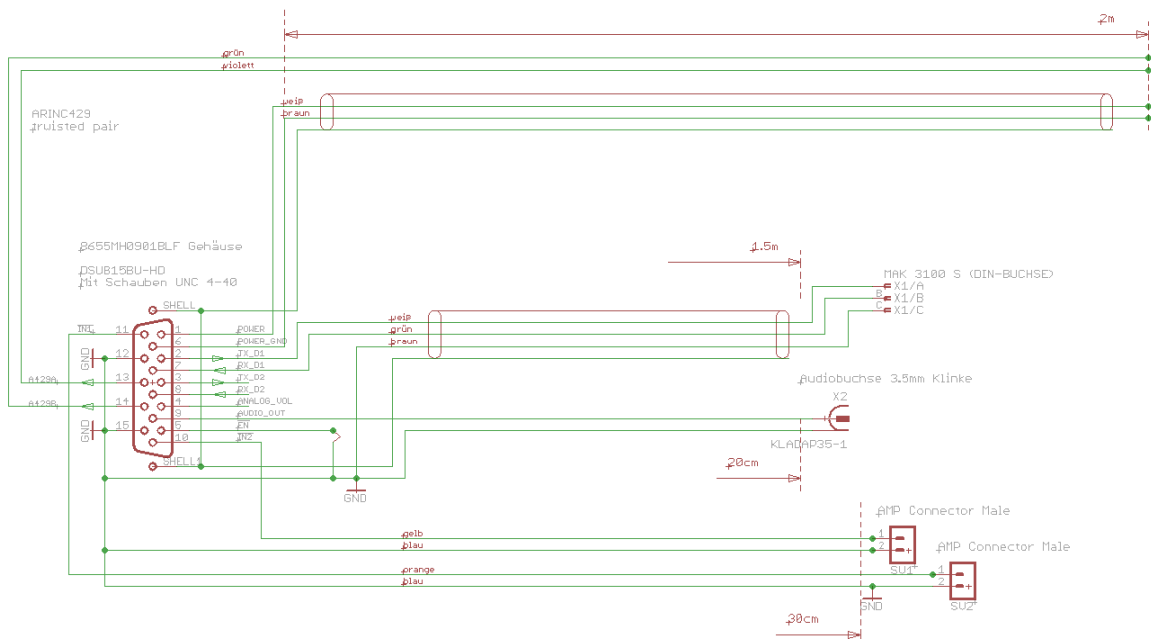 2m
grün
violett
weiß
braun
ARINC429
truisted pair
8655MH0901BLF Gehäuse
DSUB15BU-HD
Mit Schauben UNC 4-40
1.5m
MAK 3100 S (DIN-BUCHSE)
X1/A
B X1/B
C X1/C
SHELL
INT 11 1 POWER
6 POWER_GND
GND 12 2 TX_D1
7 RX_D1
A429A 13 3 TX_D2
8 RX_D2
A429B 14 4 ANALOG_VOL
9 AUDIO_OUT
GND 15 5 EN
10 IN2
SHELL1
weiß
grün
braun
GND
Audiobuchse 3.5mm Klinke
X2
KLADAP35-1
20cm
AMP Connector Male
gelb 1
blau 2
SV1
AMP Connector Male
orange 1
blau 2
SV2
GND
30cm